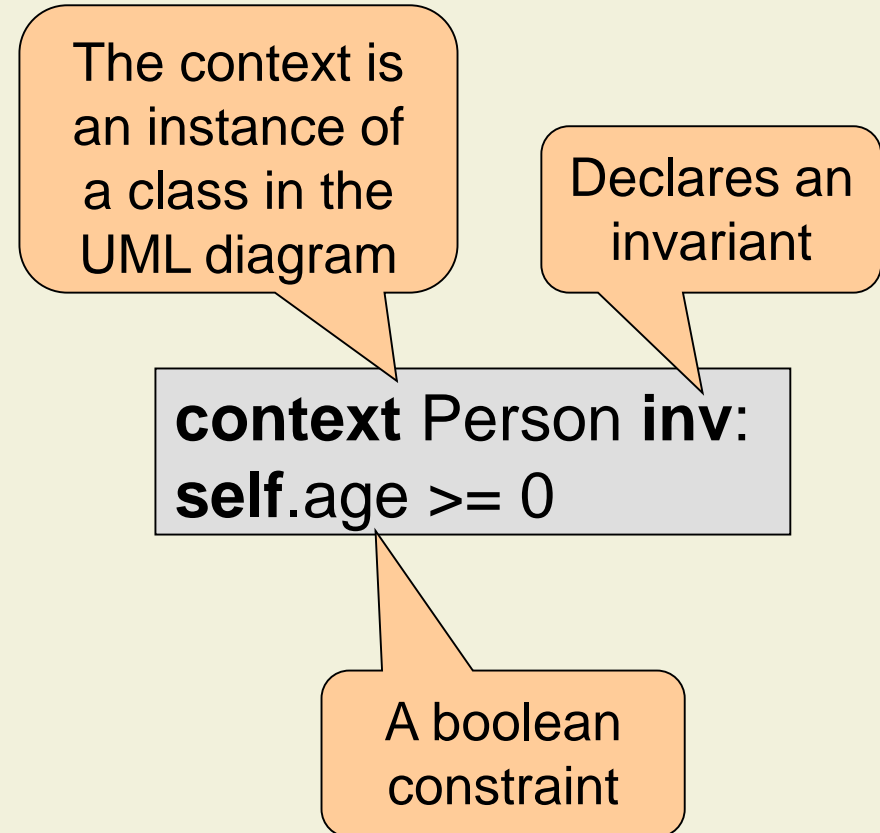 The context is
an instance of
a class in the
UML diagram
Declares an
invariant
context Person inv:
self.age >= 0
A boolean
constraint